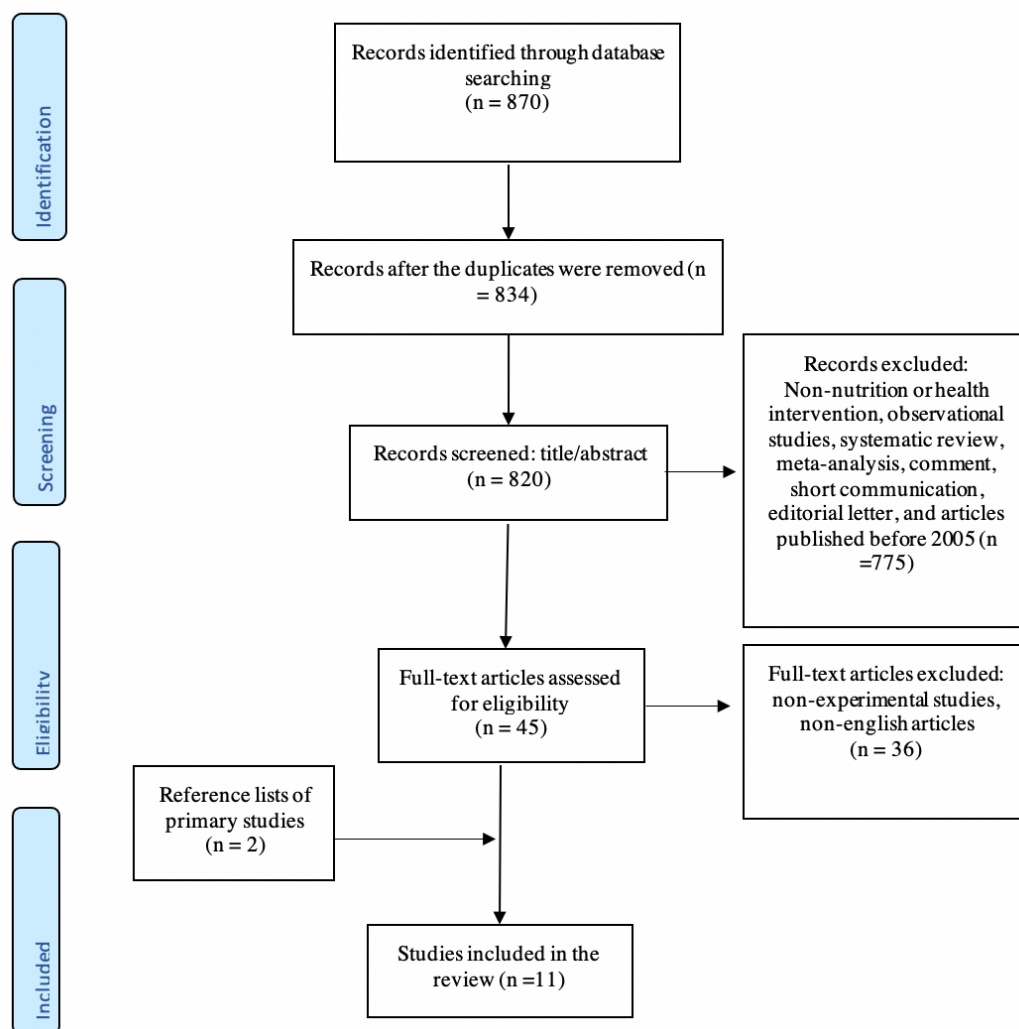 Identification
Records identified through database
searching
(n = 870)
Records after the duplicates were removed (n
= 834)
Screening
Records screened: title/abstract
(n = 820)
Records excluded:
Non-nutrition or health
intervention, observational
studies, systematic review,
meta-analysis, comment,
short communication,
editorial letter, and articles
published before 2005 (n
=775)
Eligibility
Full-text articles assessed
for eligibility
(n = 45)
Full-text articles excluded:
non-experimental studies,
non-english articles
(n = 36)
Reference lists of
primary studies
(n = 2)
Included
Studies included in the
review (n =11)